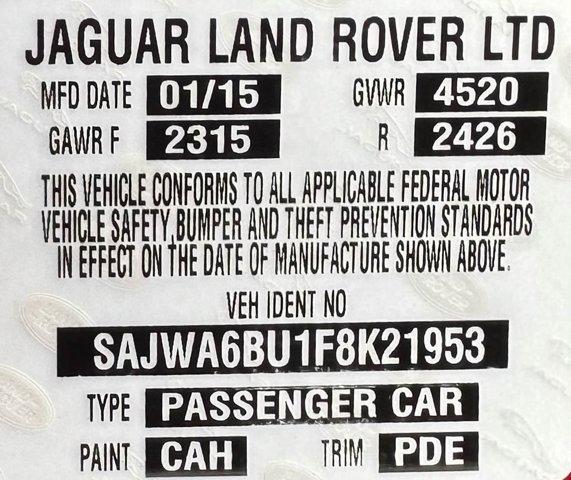 JAGUAR LAND ROVER LTD
MFD DATE 01/15 GVWR 4520
GAWR F 2315 R 2426
THIS VEHICLE CONFORMS TO ALL APPLICABLE FEDERAL MOTOR
VEHICLE SAFETY,BUMPER AND THEFT PREVENTION STANDARDS
IN EFFECT ON THE DATE OF MANUFACTURE SHOWN ABOVE.
VEH IDENT NO
SAJWA6BU1F8K21953
TYPE PASSENGER CAR
PAINT CAH TRIM PDE